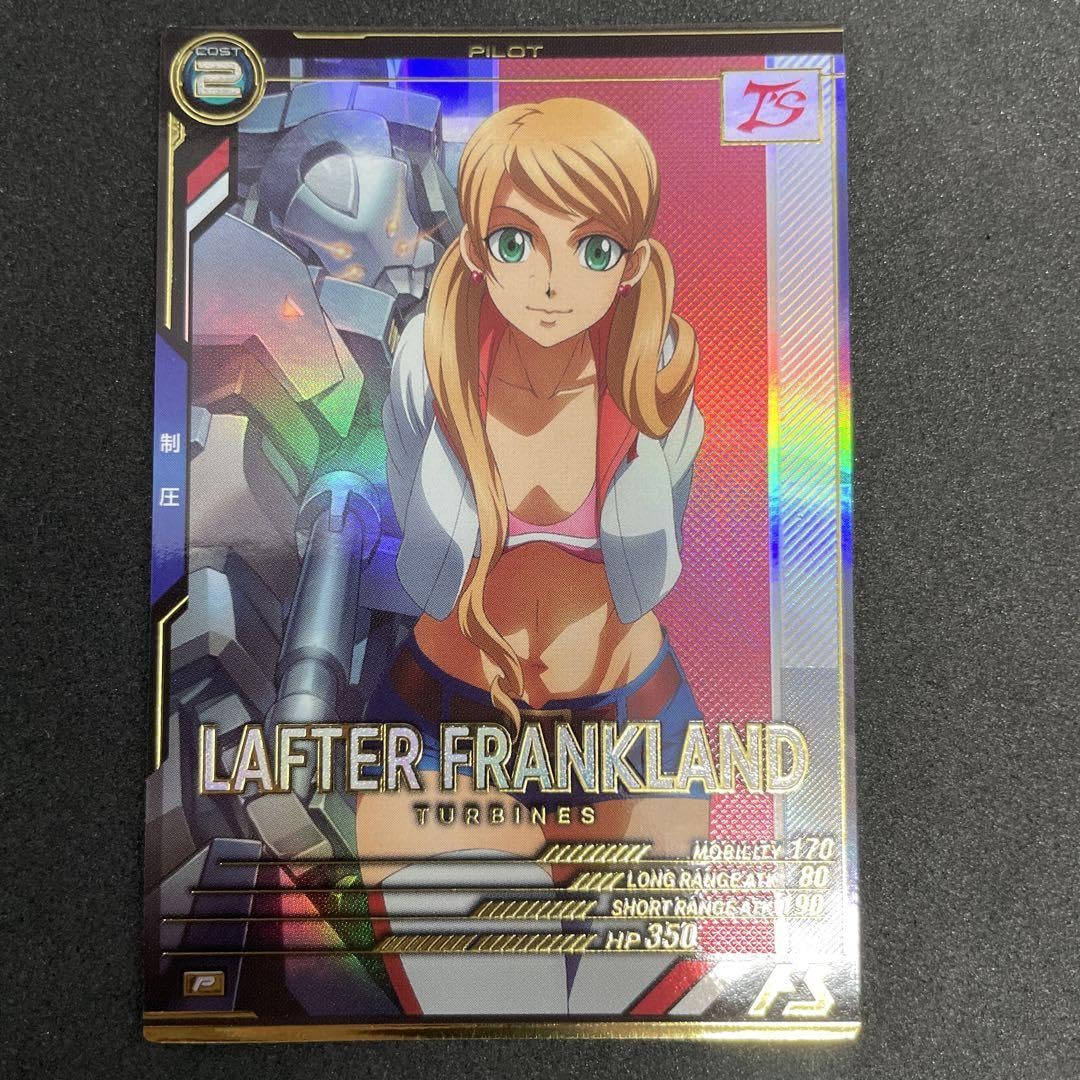 COST
2
PILOT
T'S
制圧
LAFTER FRANKLAND
TURBINES
MOBILITY 170
LONG RANGE ATK 80
SHORT RANGE ATK 190
HP 350
P